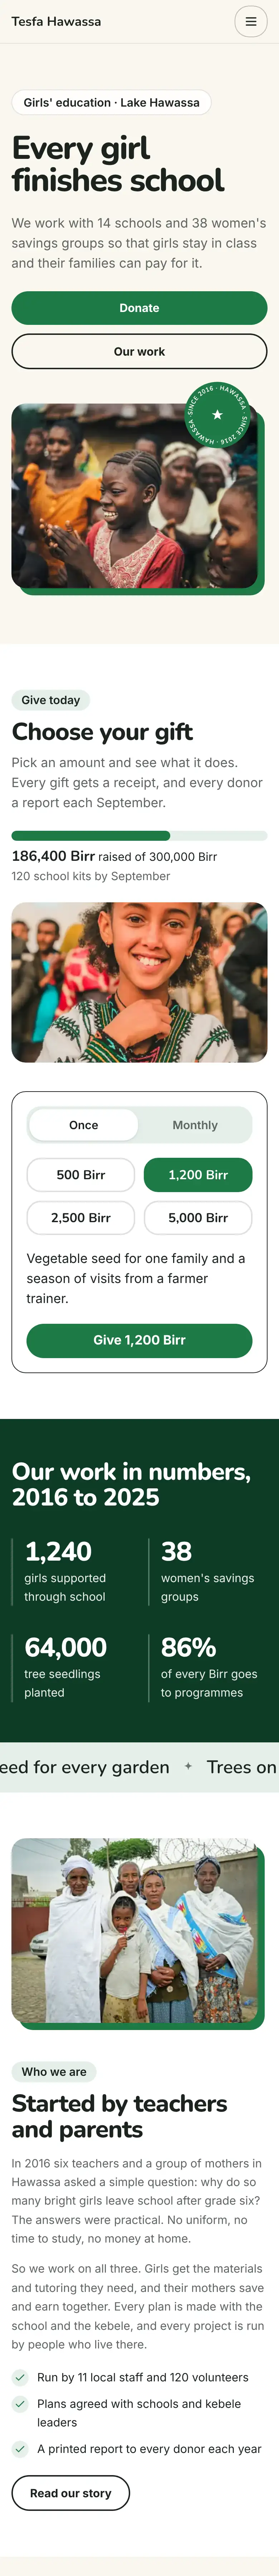 Tesfa Hawassa
Girls' education · Lake Hawassa
Every girl
finishes school
We work with 14 schools and 38 women's
savings groups so that girls stay in class
and their families can pay for it.
Donate
Our work
SINCE 2016 · HAWASSA · SINCE 2016 · HAWASSA ·
Give today
Choose your gift
Pick an amount and see what it does.
Every gift gets a receipt, and every donor
a report each September.
186,400 Birr raised of 300,000 Birr
120 school kits by September
Once
Monthly
500 Birr
1,200 Birr
2,500 Birr
5,000 Birr
Vegetable seed for one family and a
season of visits from a farmer
trainer.
Give 1,200 Birr
Our work in numbers,
2016 to 2025
1,240
girls supported
through school
38
women's savings
groups
64,000
tree seedlings
planted
86%
of every Birr goes
to programmes
eed for every garden ✦ Trees on
Who we are
Started by teachers
and parents
In 2016 six teachers and a group of mothers in
Hawassa asked a simple question: why do so
many bright girls leave school after grade six?
The answers were practical. No uniform, no
time to study, no money at home.
So we work on all three. Girls get the materials
and tutoring they need, and their mothers save
and earn together. Every plan is made with the
school and the kebele, and every project is run
by people who live there.
Run by 11 local staff and 120 volunteers
Plans agreed with schools and kebele
leaders
A printed report to every donor each year
Read our story